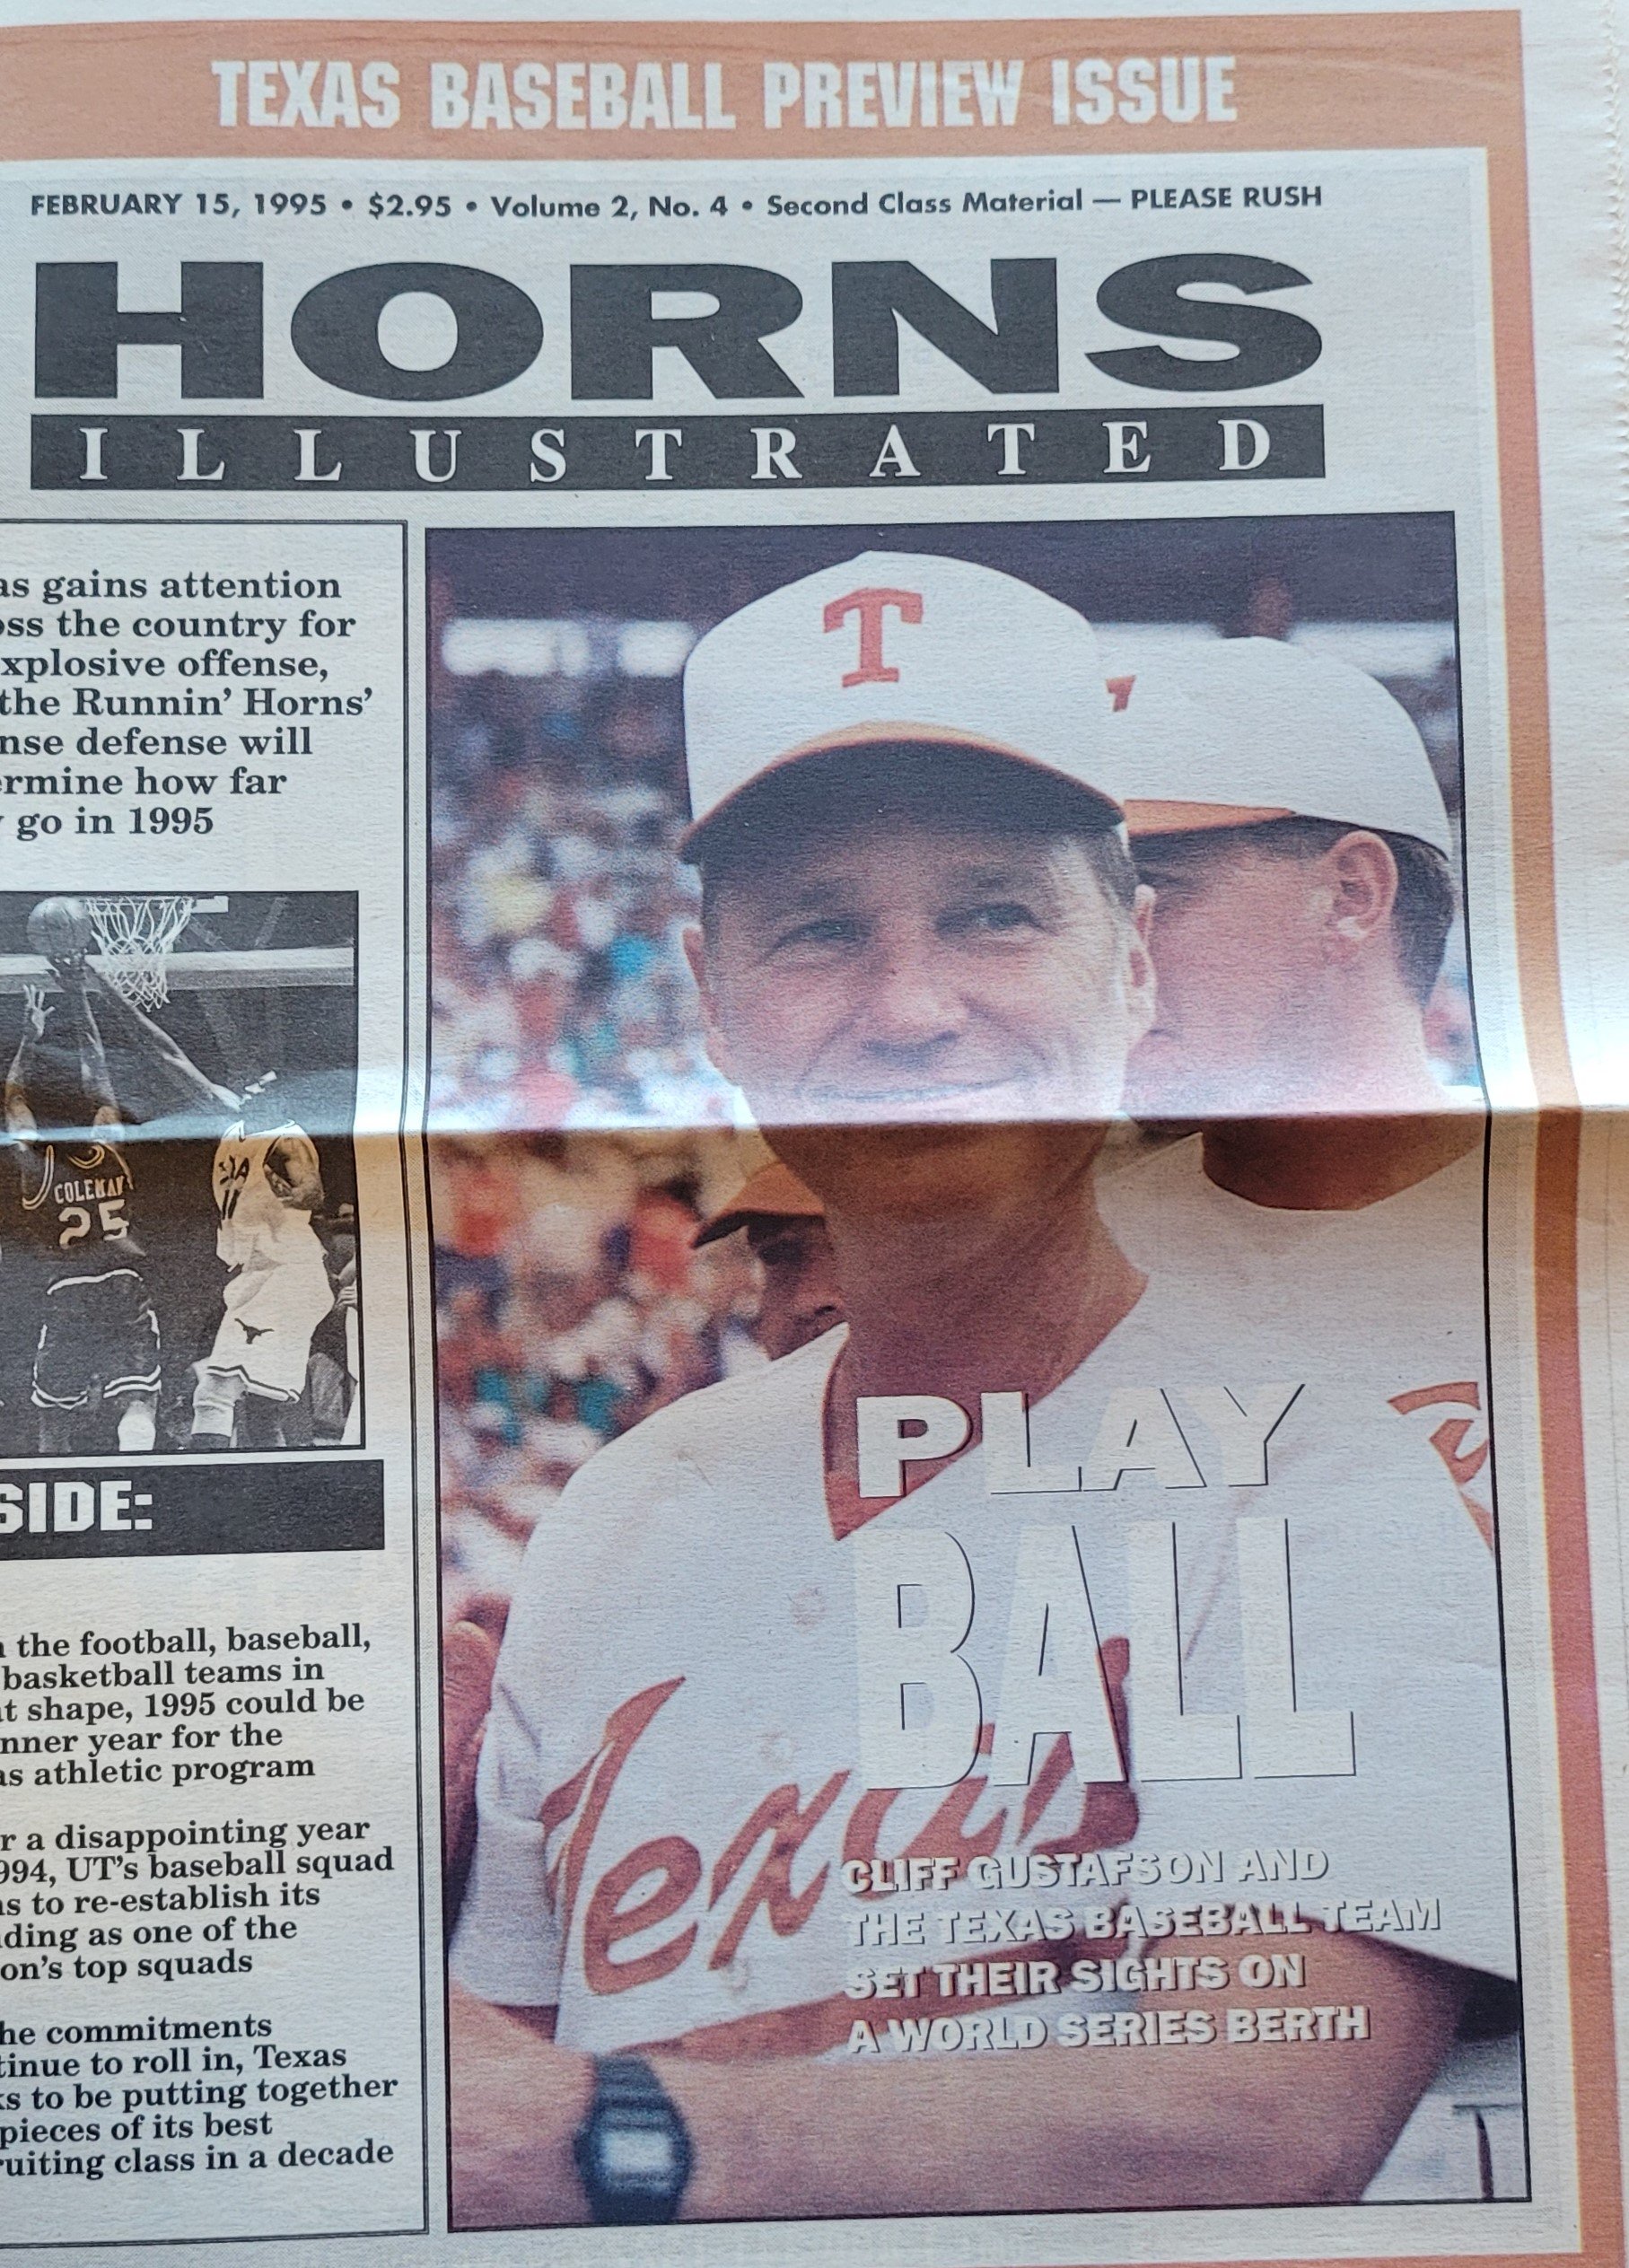 TEXAS BASEBALL PREVIEW ISSUE
FEBRUARY 15, 1995 • $2.95 • Volume 2, No. 4 • Second Class Material — PLEASE RUSH
HORNS
ILLUSTRATED
as gains attention
oss the country for
xplosive offense,
the Runnin' Horns'
nse defense will
ermine how far
y go in 1995
COLEMAN
25
SIDE:
n the football, baseball,
basketball teams in
at shape, 1995 could be
nner year for the
as athletic program
r a disappointing year
994, UT's baseball squad
ns to re-establish its
ding as one of the
on's top squads
he commitments
tinue to roll in, Texas
ks to be putting together
pieces of its best
ruiting class in a decade
T
PLAY
BALL
Texas
CLIFF GUSTAFSON AND
THE TEXAS BASEBALL TEAM
SET THEIR SIGHTS ON
A WORLD SERIES BERTH